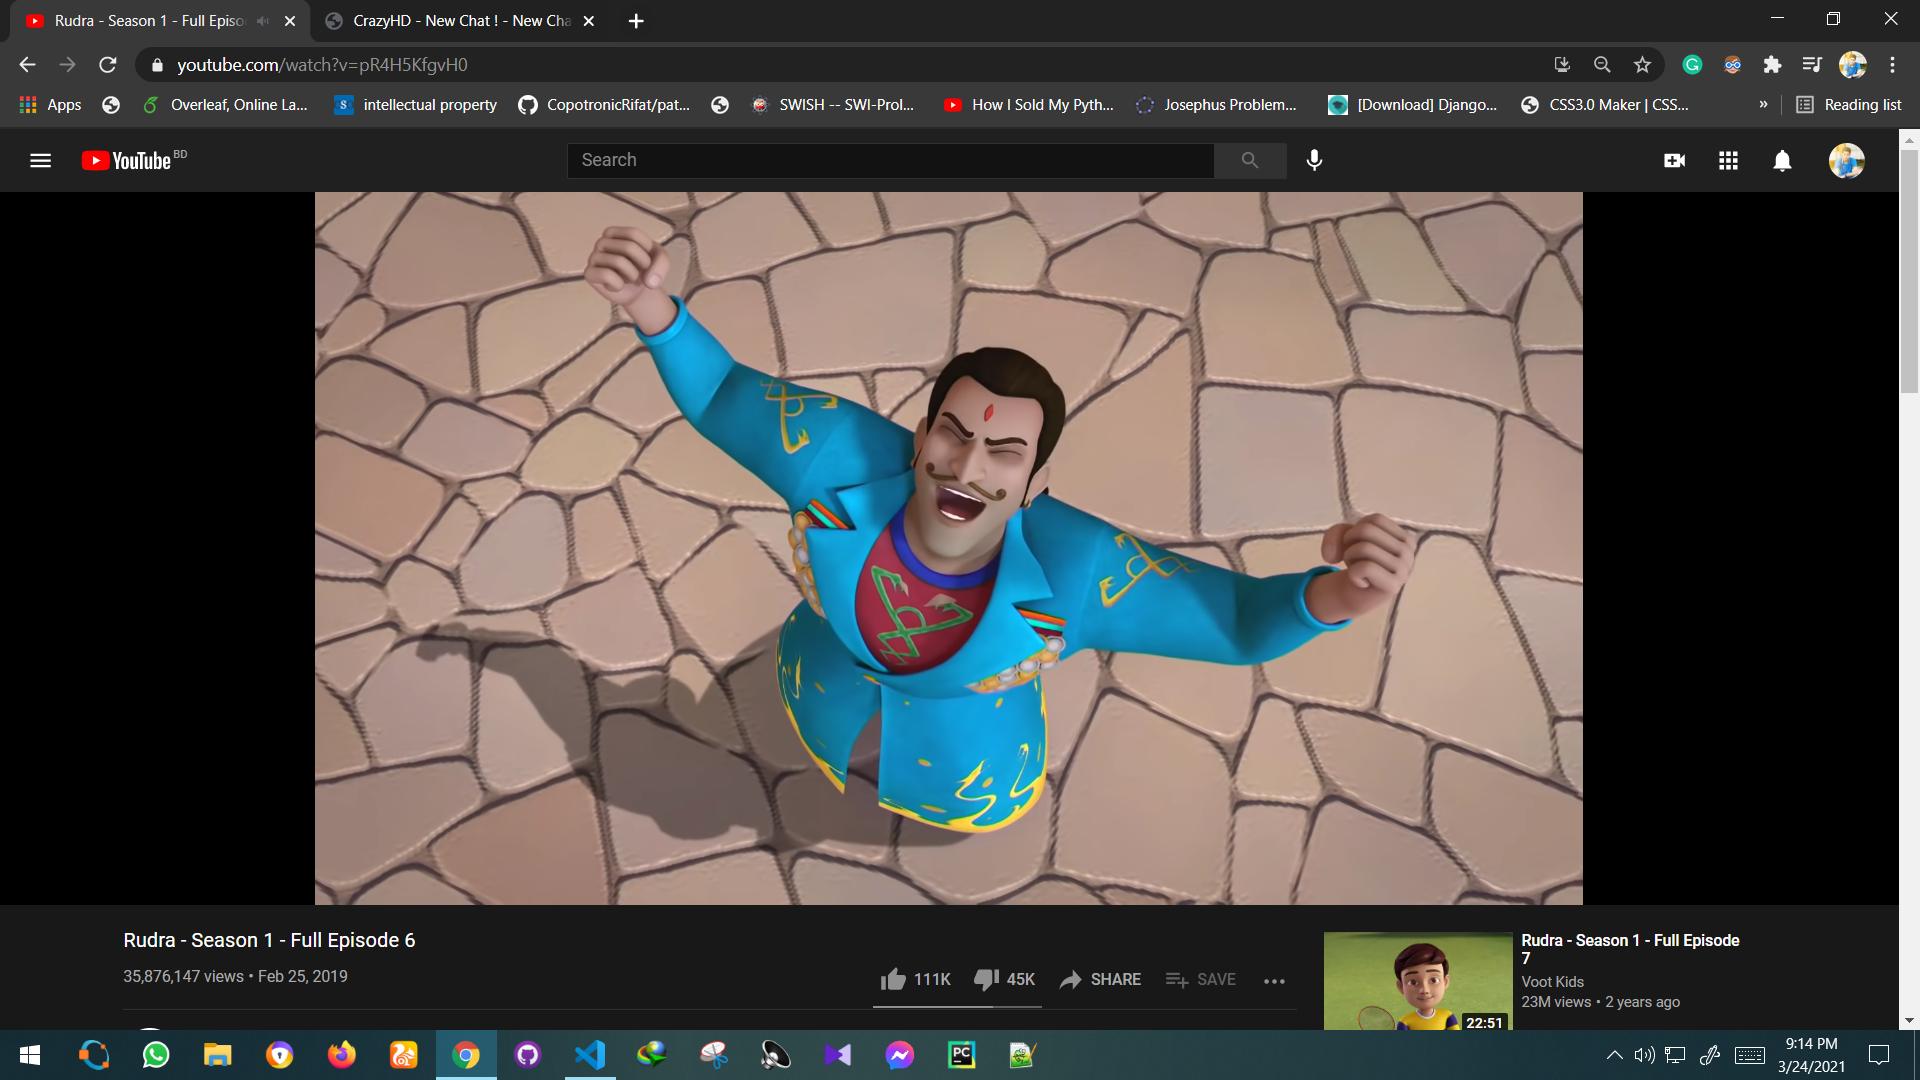 Rudra - Season 1 - Full Episo
CrazyHD - New Chat ! - New Cha
youtube.com/watch?v=pR4H5KfgvH0
Apps
Overleaf, Online La...
intellectual property
CopotronicRifat/pat...
SWISH -- SWI-Prol...
How I Sold My Pyth...
Josephus Problem...
[Download] Django...
CSS3.0 Maker | CSS...
»
Reading list
YouTube BD
Search
Rudra - Season 1 - Full Episode 6
35,876,147 views • Feb 25, 2019
111K
45K
SHARE
SAVE
Rudra - Season 1 - Full Episode
7
Voot Kids
23M views • 2 years ago
22:51
PC
9:14 PM
3/24/2021